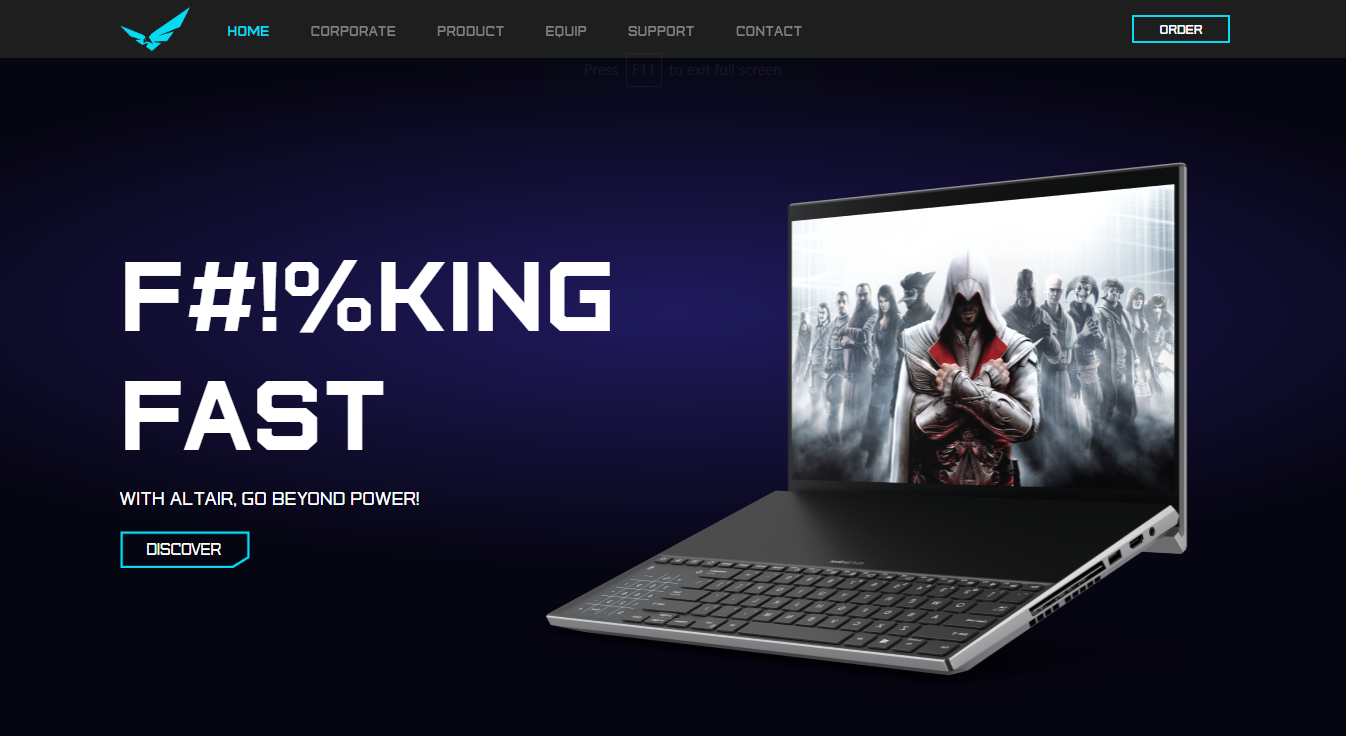 HOME CORPORATE PRODUCT EQUIP SUPPORT CONTACT ORDER
Press F11 to exit full screen
F#!%KING
FAST
WITH ALTAIR, GO BEYOND POWER!
DISCOVER